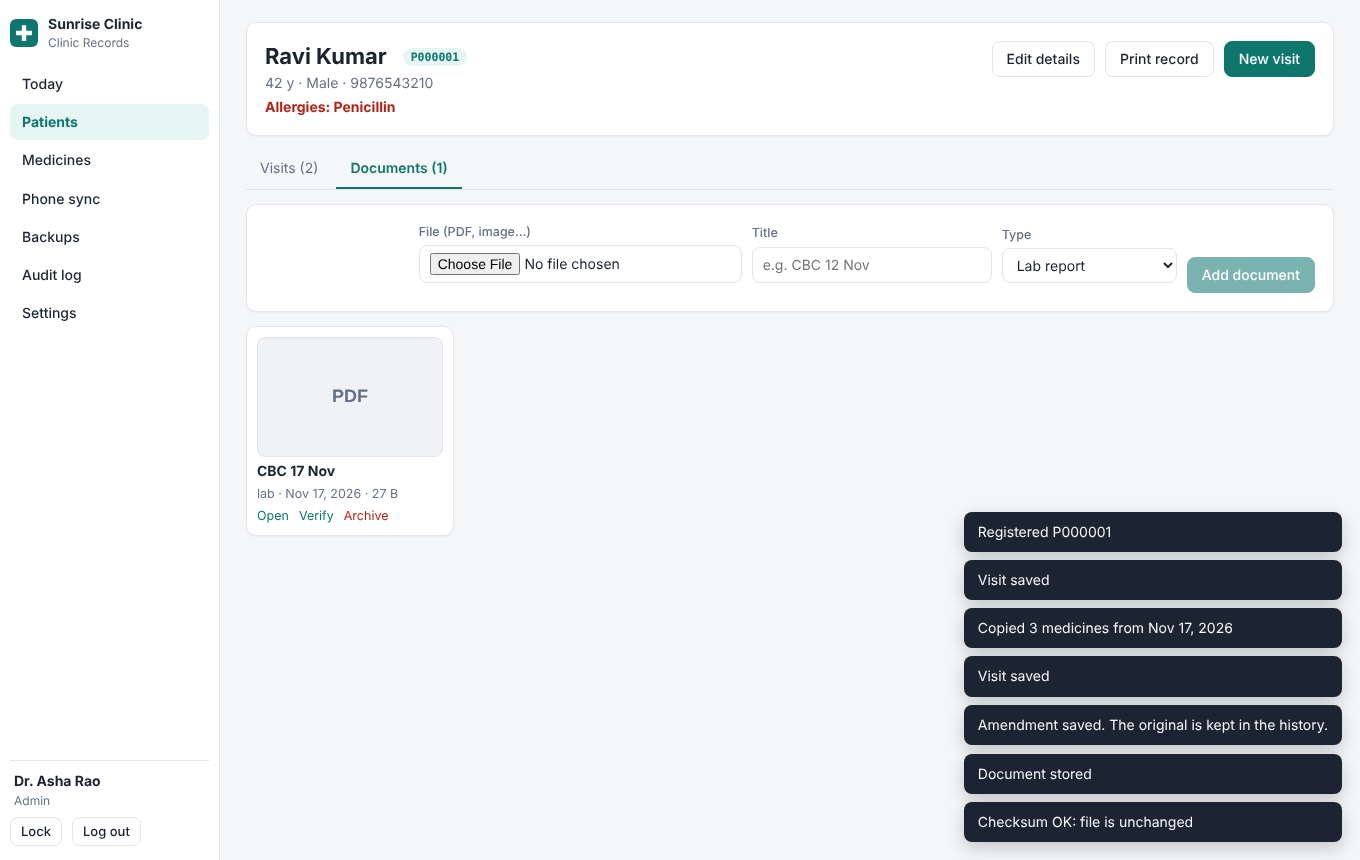 Sunrise Clinic
Clinic Records
Today
Patients
Medicines
Phone sync
Backups
Audit log
Settings
Dr. Asha Rao
Admin
Lock
Log out
Ravi Kumar P000001
42 y · Male · 9876543210
Allergies: Penicillin
Edit details
Print record
New visit
Visits (2)
Documents (1)
File (PDF, image...)
Choose File No file chosen
Title
e.g. CBC 12 Nov
Type
Lab report
Add document
PDF
CBC 17 Nov
lab · Nov 17, 2026 · 27 B
Open Verify Archive
Registered P000001
Visit saved
Copied 3 medicines from Nov 17, 2026
Visit saved
Amendment saved. The original is kept in the history.
Document stored
Checksum OK: file is unchanged